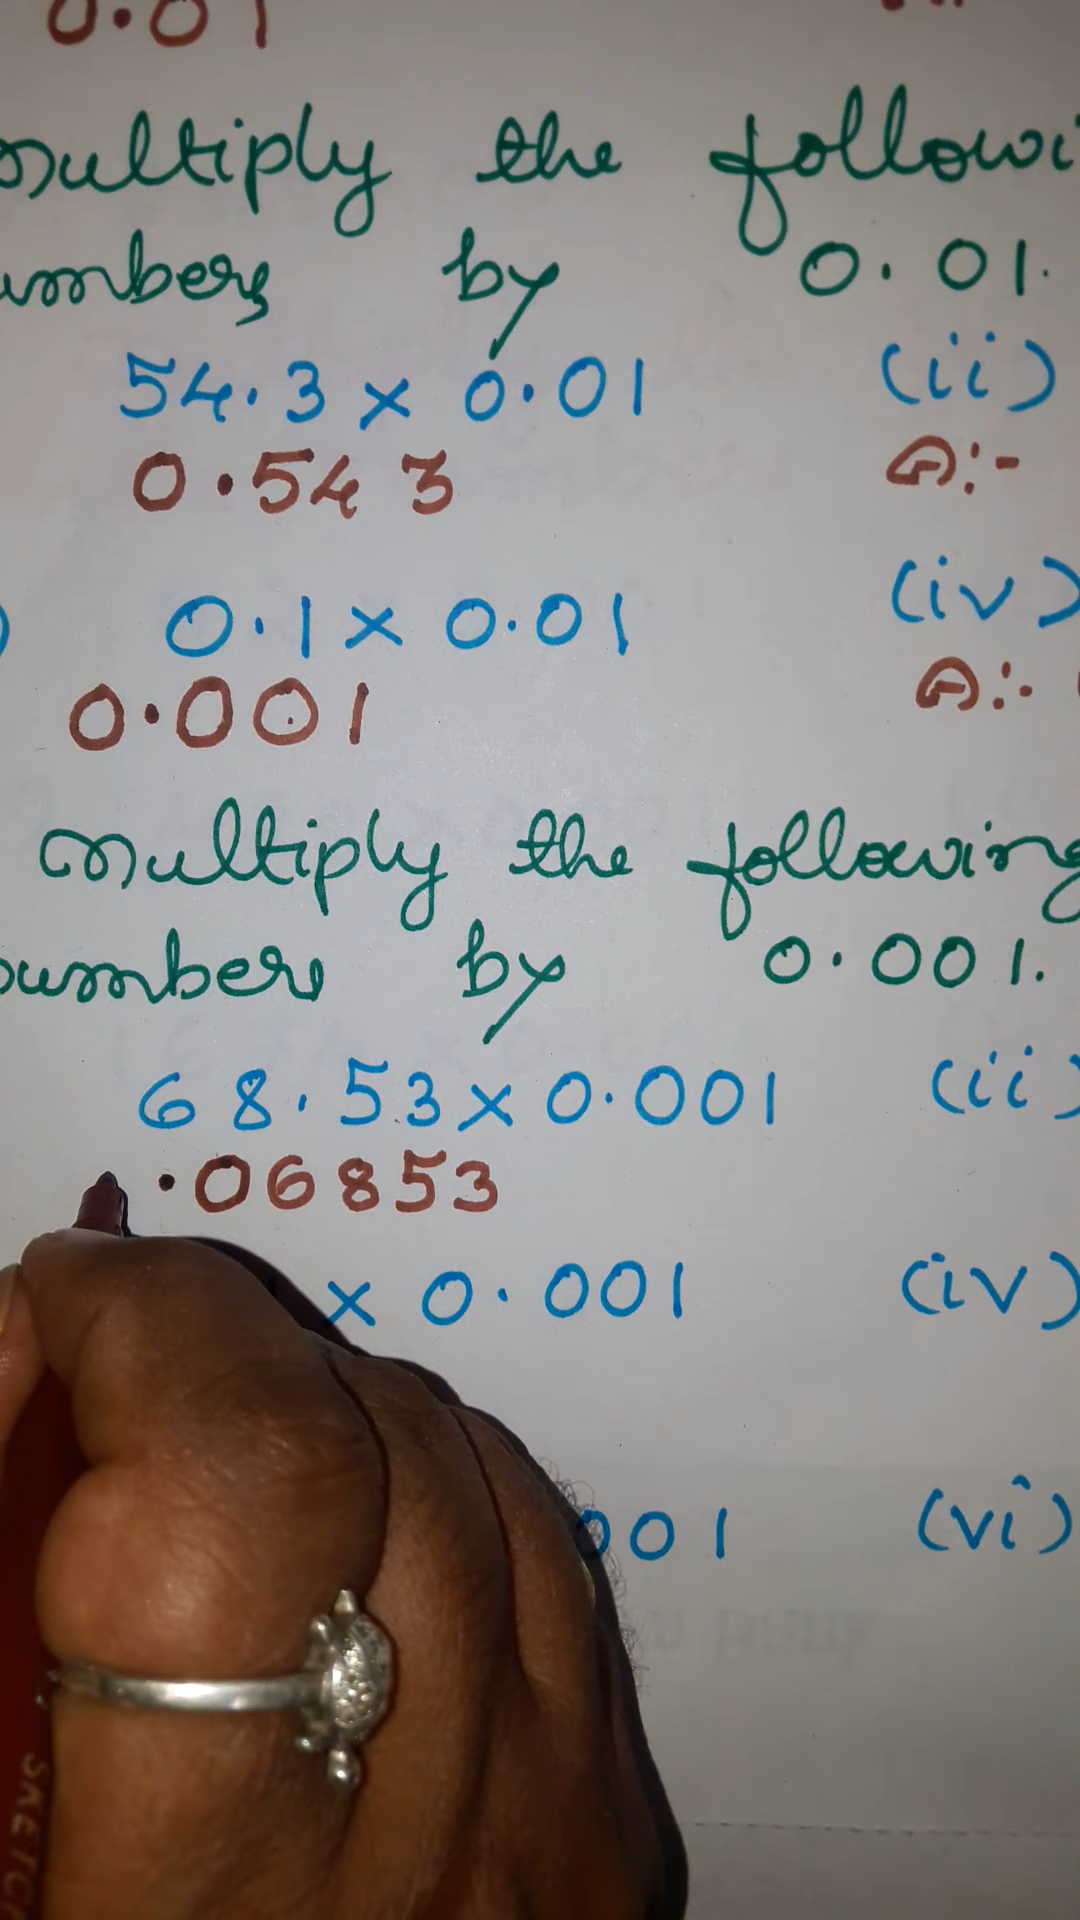 0.01
Multiply the followi
umbers by 0.01.
54.3 x 0.01 (ii)
0.543 A:-
0.1 x 0.01 (iv)
0.001 A:-
Multiply the following
numbers by 0.001.
68.53 x 0.001 (ii)
.06853
x 0.001 (iv)
001 (vi)
SKETC